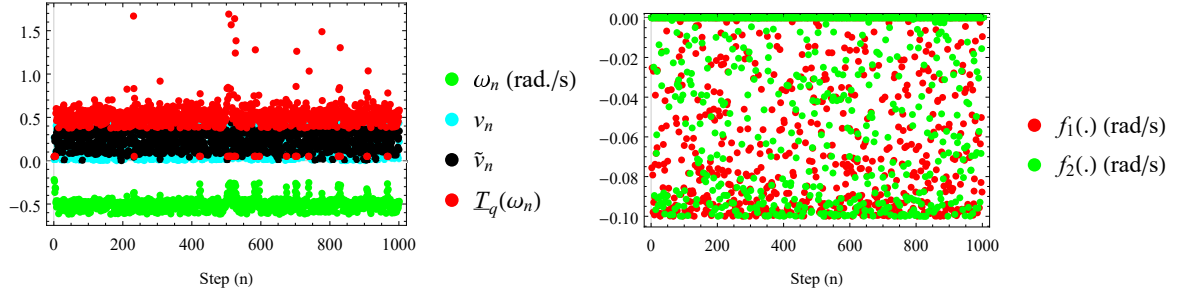 1.5
1.0
0.5
0.0
−0.5
0 200 400 600 800 1000
Step (n)
ωn (rad./s)
νn
ν̃n
I̲q(ωn)
0.00
−0.02
−0.04
−0.06
−0.08
−0.10
0 200 400 600 800 1000
Step (n)
f1(.) (rad/s)
f2(.) (rad/s)